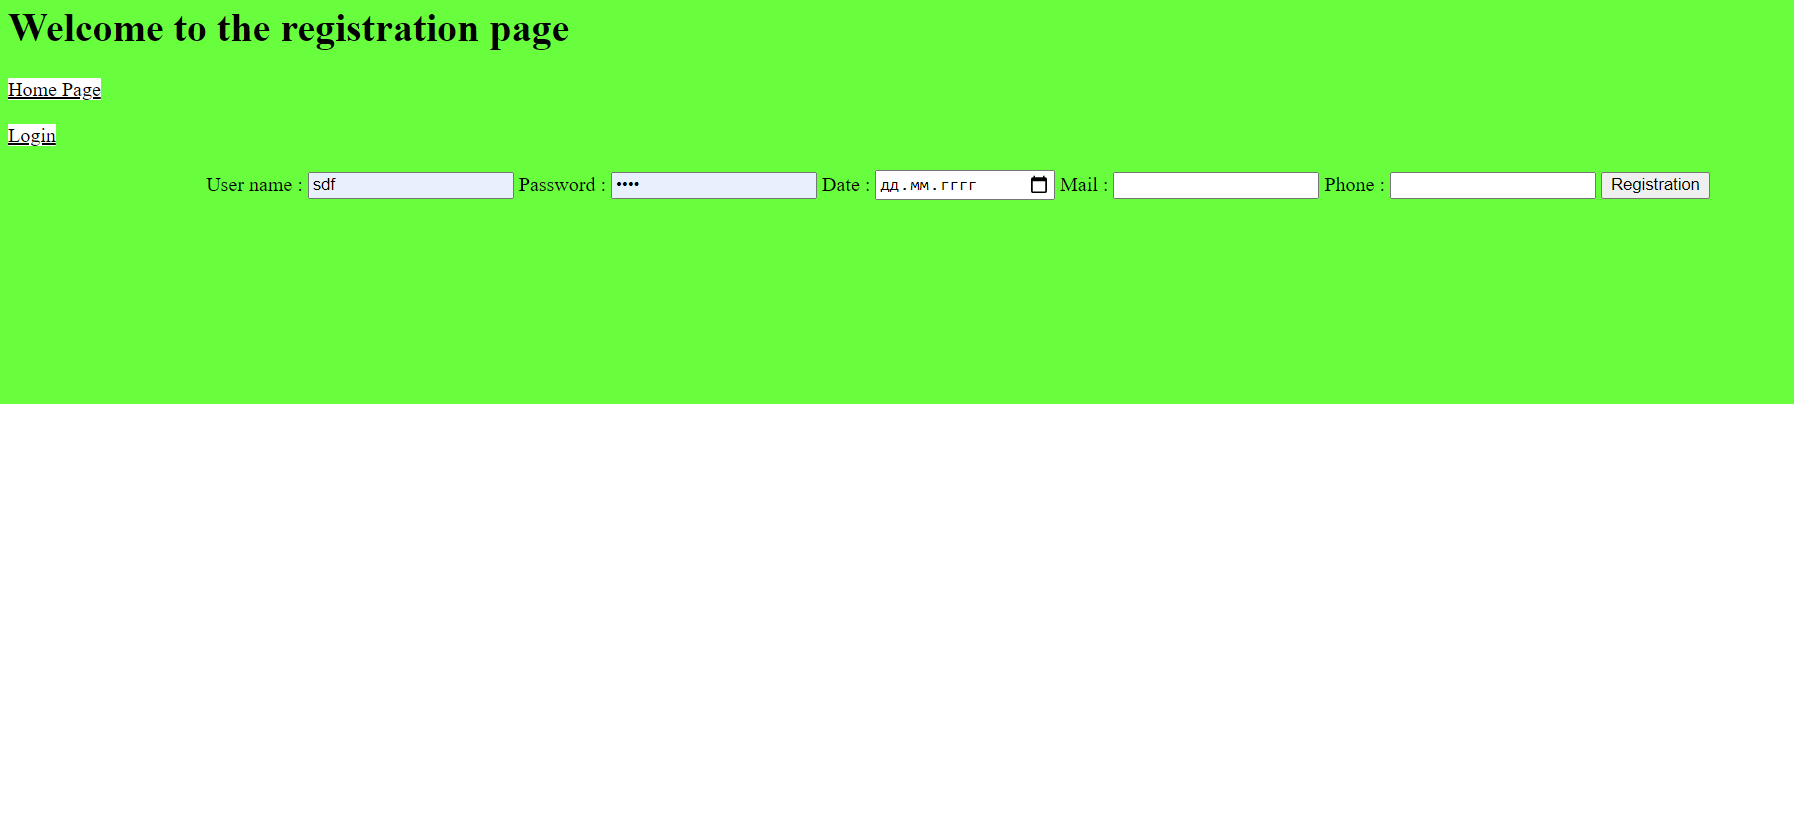 Welcome to the registration page
Home Page
Login
User name : sdf Password : •••• Date : дд.мм.гггг Mail : Phone : Registration